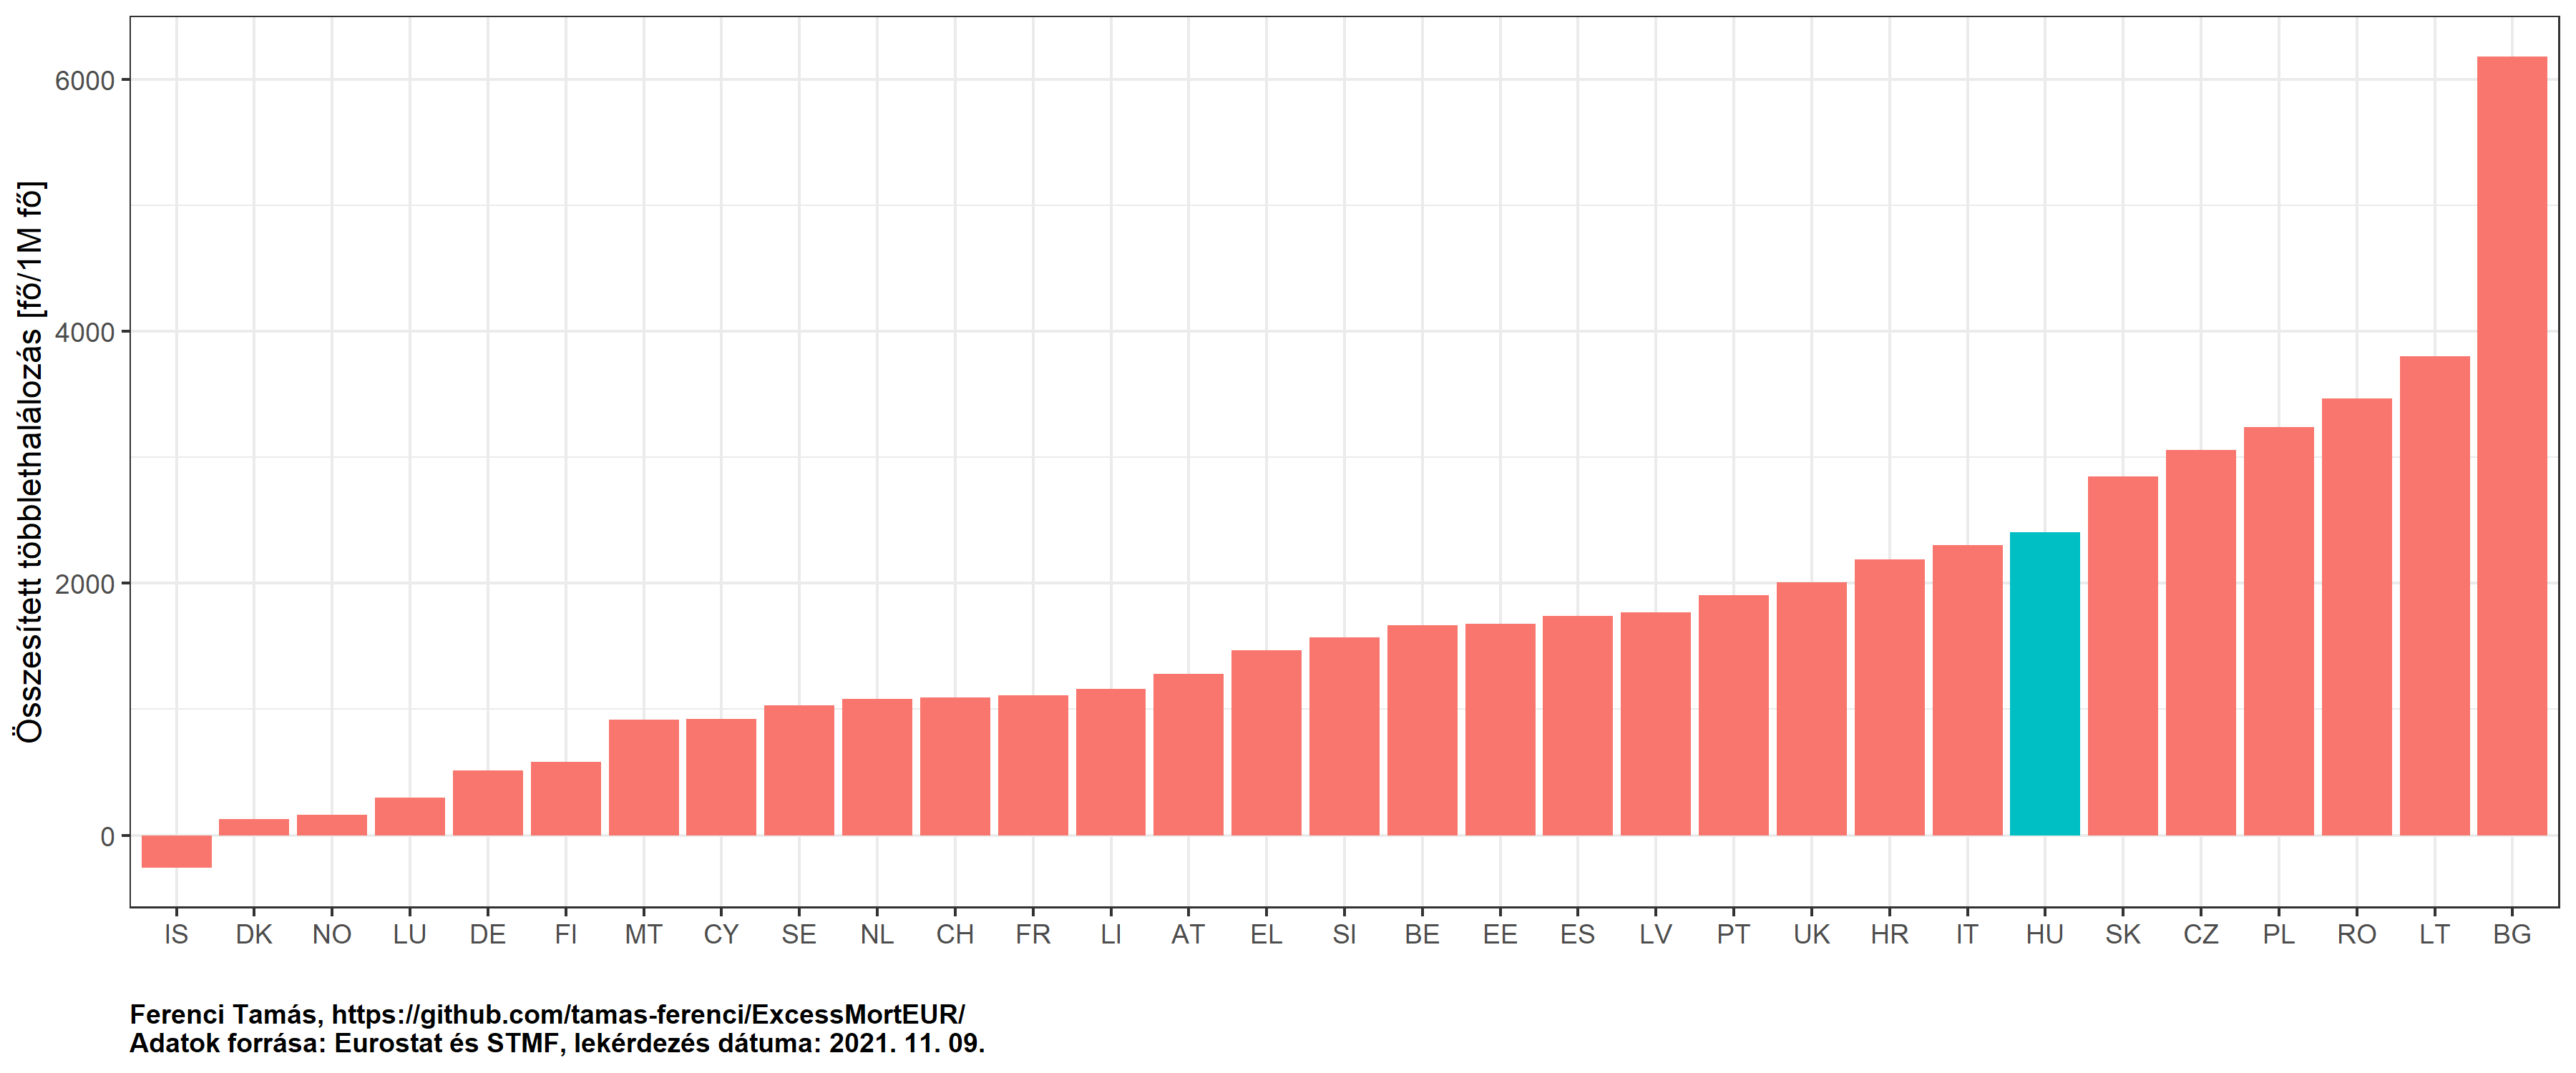 Összesített többlethalálozás [fő/1M fő]
6000
4000
2000
0
IS DK NO LU DE FI MT CY SE NL CH FR LI AT EL SI BE EE ES LV PT UK HR IT HU SK CZ PL RO LT BG
Ferenci Tamás, https://github.com/tamas-ferenci/ExcessMortEUR/
Adatok forrása: Eurostat és STMF, lekérdezés dátuma: 2021. 11. 09.